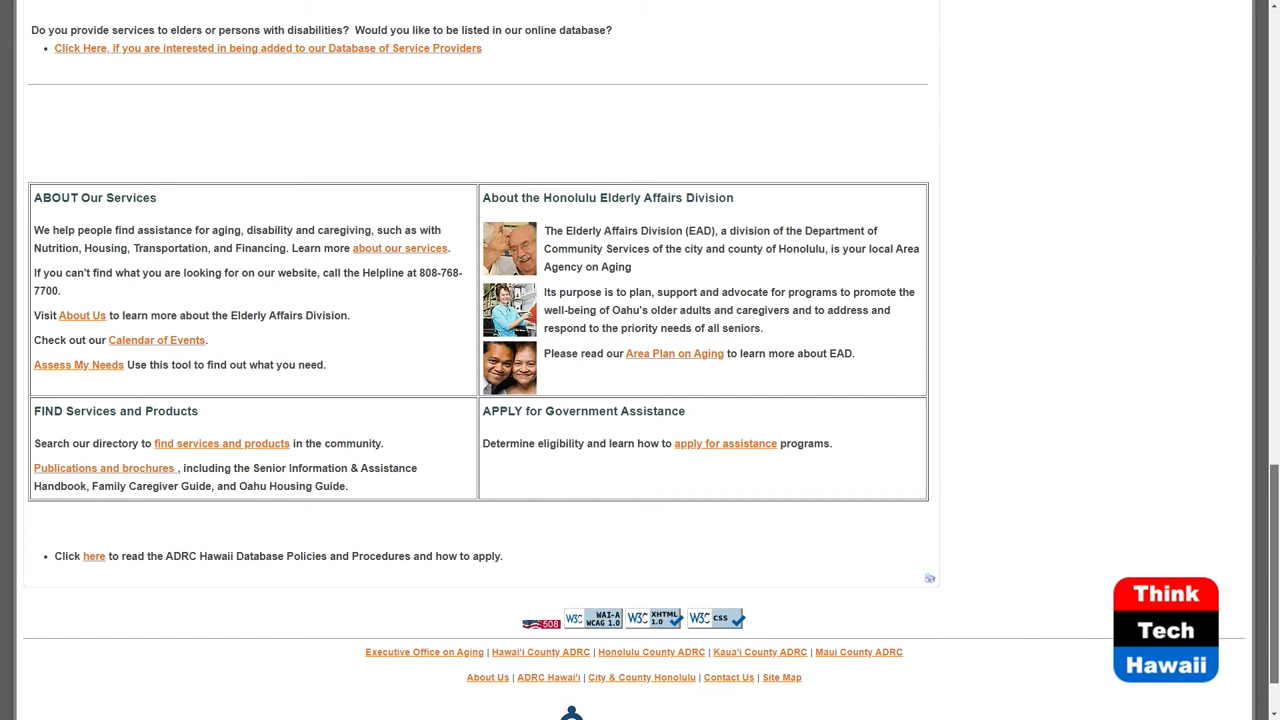 Do you provide services to elders or persons with disabilities? Would you like to be listed in our online database?
• Click Here, if you are interested in being added to our Database of Service Providers
ABOUT Our Services
We help people find assistance for aging, disability and caregiving, such as with
Nutrition, Housing, Transportation, and Financing. Learn more about our services.
If you can't find what you are looking for on our website, call the Helpline at 808-768-
7700.
Visit About Us to learn more about the Elderly Affairs Division.
Check out our Calendar of Events.
Assess My Needs Use this tool to find out what you need.
About the Honolulu Elderly Affairs Division
The Elderly Affairs Division (EAD), a division of the Department of
Community Services of the city and county of Honolulu, is your local Area
Agency on Aging
Its purpose is to plan, support and advocate for programs to promote the
well-being of Oahu's older adults and caregivers and to address and
respond to the priority needs of all seniors.
Please read our Area Plan on Aging to learn more about EAD.
FIND Services and Products
Search our directory to find services and products in the community.
Publications and brochures , including the Senior Information & Assistance
Handbook, Family Caregiver Guide, and Oahu Housing Guide.
APPLY for Government Assistance
Determine eligibility and learn how to apply for assistance programs.
• Click here to read the ADRC Hawaii Database Policies and Procedures and how to apply.
508 W3C WAI-A WCAG 1.0 W3C XHTML 1.0 W3C CSS
Executive Office on Aging | Hawai'i County ADRC | Honolulu County ADRC | Kaua'i County ADRC | Maui County ADRC
About Us | ADRC Hawai'i | City & County Honolulu | Contact Us | Site Map
Think
Tech
Hawaii